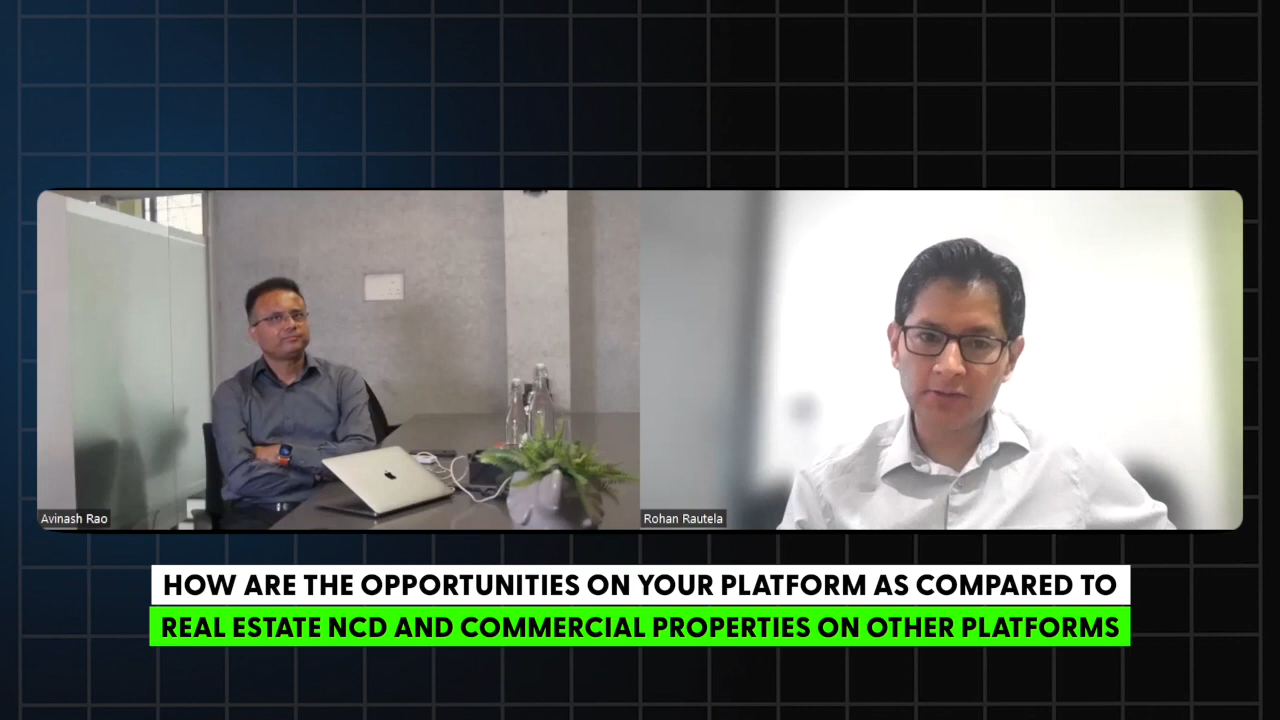 Avinash Rao
Rohan Rautela
HOW ARE THE OPPORTUNITIES ON YOUR PLATFORM AS COMPARED TO
REAL ESTATE NCD AND COMMERCIAL PROPERTIES ON OTHER PLATFORMS